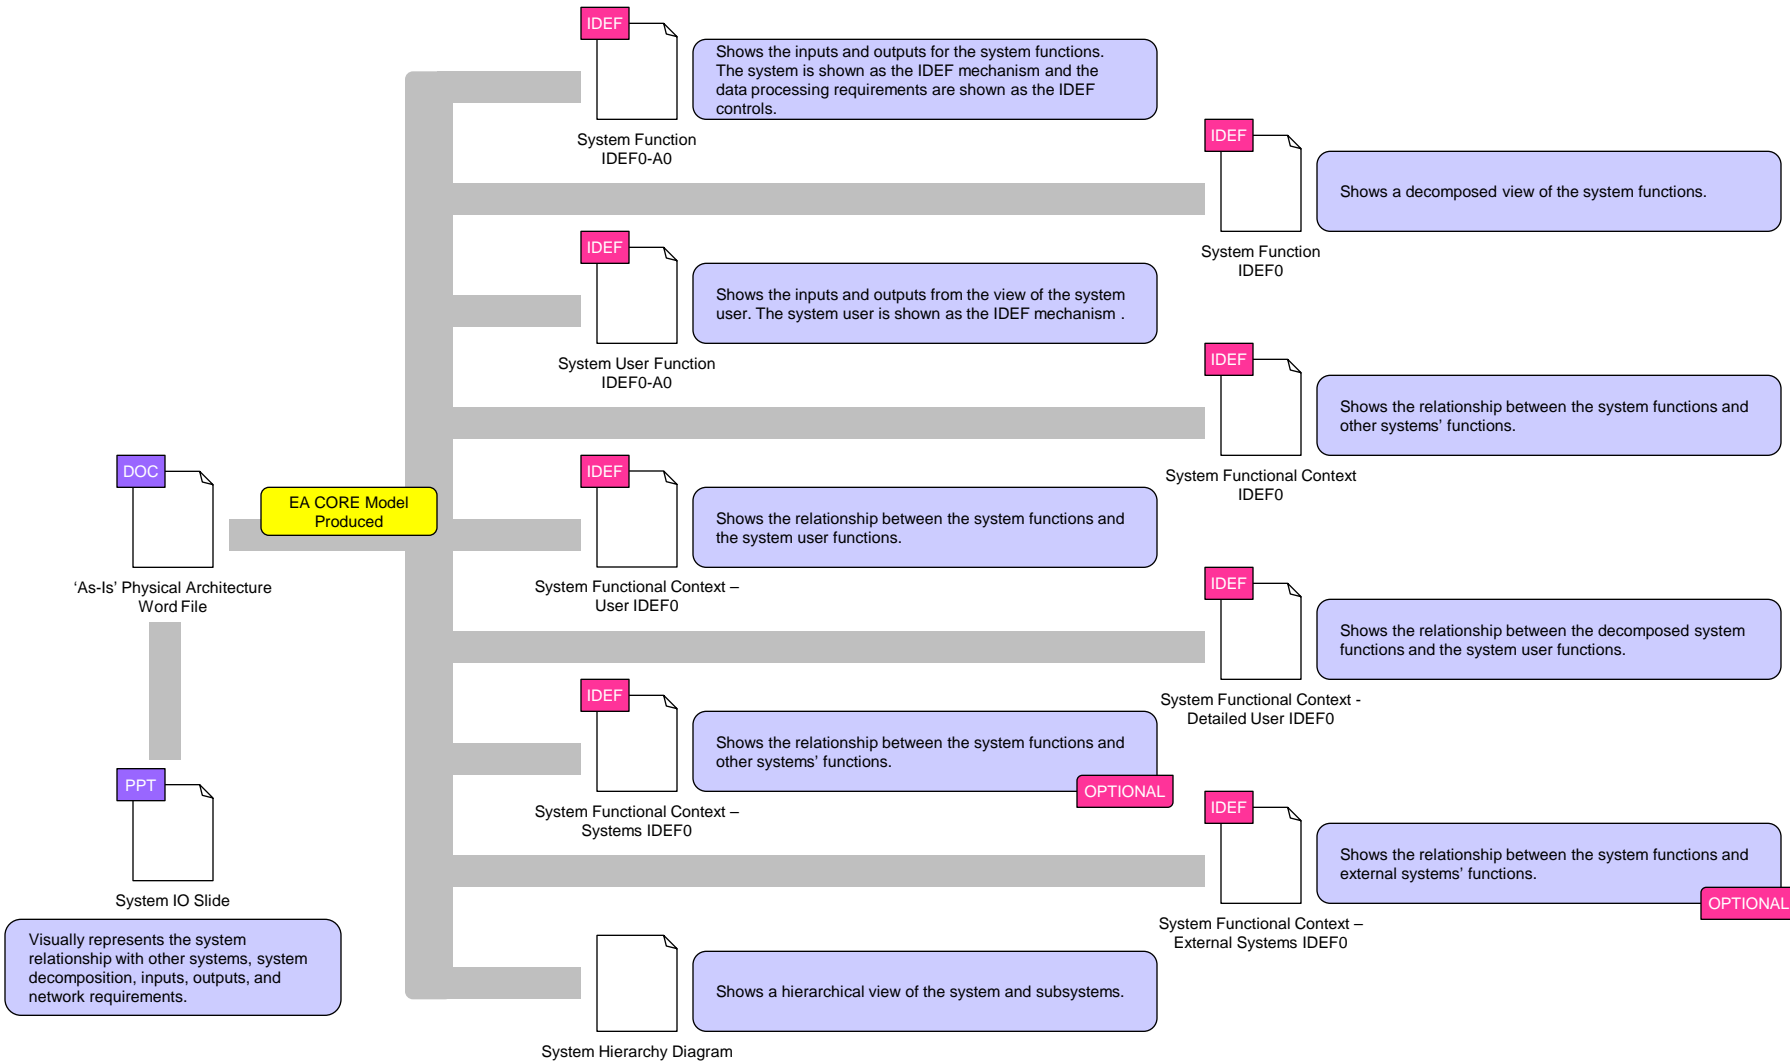 IDEF
Shows the inputs and outputs for the system functions.
The system is shown as the IDEF mechanism and the
data processing requirements are shown as the IDEF
controls.
System Function
IDEF0-A0
IDEF
Shows a decomposed view of the system functions.
System Function
IDEF0
IDEF
Shows the inputs and outputs from the view of the system
user. The system user is shown as the IDEF mechanism .
System User Function
IDEF0-A0
IDEF
Shows the relationship between the system functions and
other systems’ functions.
System Functional Context
IDEF0
DOC
‘As-Is’ Physical Architecture
Word File
EA CORE Model
Produced
IDEF
Shows the relationship between the system functions and
the system user functions.
System Functional Context –
User IDEF0
IDEF
Shows the relationship between the decomposed system
functions and the system user functions.
System Functional Context -
Detailed User IDEF0
IDEF
Shows the relationship between the system functions and
other systems’ functions.
OPTIONAL
System Functional Context –
Systems IDEF0
PPT
System IO Slide
Visually represents the system
relationship with other systems, system
decomposition, inputs, outputs, and
network requirements.
IDEF
Shows the relationship between the system functions and
external systems’ functions.
OPTIONAL
System Functional Context –
External Systems IDEF0
Shows a hierarchical view of the system and subsystems.
System Hierarchy Diagram